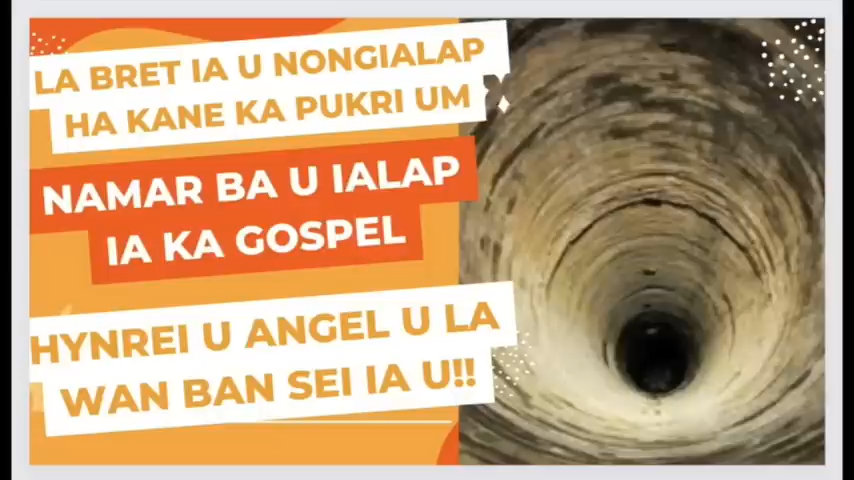 LA BRET IA U NONGIALAP
HA KANE KA PUKRI UM
NAMAR BA U IALAP
IA KA GOSPEL
HYNREI U ANGEL U LA
WAN BAN SEI IA U!!